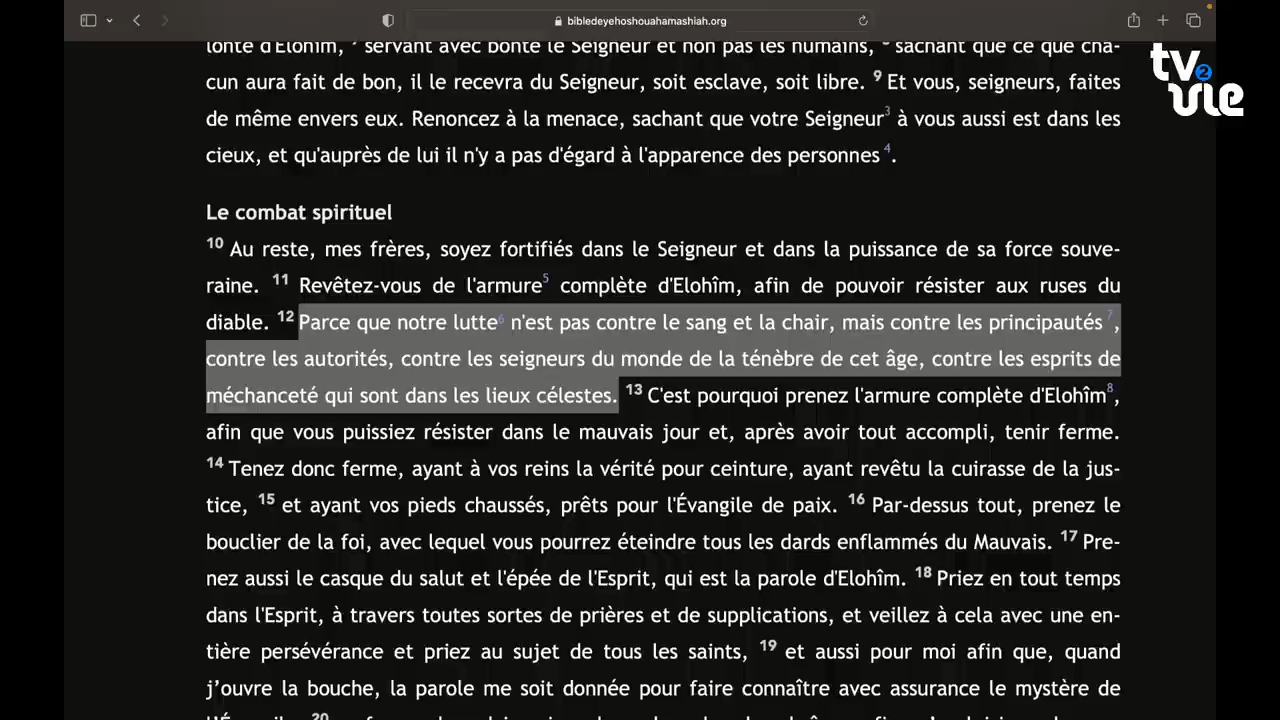 bibledeyehoshouahamashiah.org
tv2vie
lonté d'Elohîm, 7 servant avec bonté le Seigneur et non pas les humains, 8 sachant que ce que cha-
cun aura fait de bon, il le recevra du Seigneur, soit esclave, soit libre. 9 Et vous, seigneurs, faites
de même envers eux. Renoncez à la menace, sachant que votre Seigneur3 à vous aussi est dans les
cieux, et qu'auprès de lui il n'y a pas d'égard à l'apparence des personnes 4.
Le combat spirituel
10 Au reste, mes frères, soyez fortifiés dans le Seigneur et dans la puissance de sa force souve-
raine. 11 Revêtez-vous de l'armure5 complète d'Elohîm, afin de pouvoir résister aux ruses du
diable. 12 Parce que notre lutte6 n'est pas contre le sang et la chair, mais contre les principautés 7,
contre les autorités, contre les seigneurs du monde de la ténèbre de cet âge, contre les esprits de
méchanceté qui sont dans les lieux célestes. 13 C'est pourquoi prenez l'armure complète d'Elohîm8,
afin que vous puissiez résister dans le mauvais jour et, après avoir tout accompli, tenir ferme.
14 Tenez donc ferme, ayant à vos reins la vérité pour ceinture, ayant revêtu la cuirasse de la jus-
tice, 15 et ayant vos pieds chaussés, prêts pour l'Évangile de paix. 16 Par-dessus tout, prenez le
bouclier de la foi, avec lequel vous pourrez éteindre tous les dards enflammés du Mauvais. 17 Pre-
nez aussi le casque du salut et l'épée de l'Esprit, qui est la parole d'Elohîm. 18 Priez en tout temps
dans l'Esprit, à travers toutes sortes de prières et de supplications, et veillez à cela avec une en-
tière persévérance et priez au sujet de tous les saints, 19 et aussi pour moi afin que, quand
j’ouvre la bouche, la parole me soit donnée pour faire connaître avec assurance le mystère de